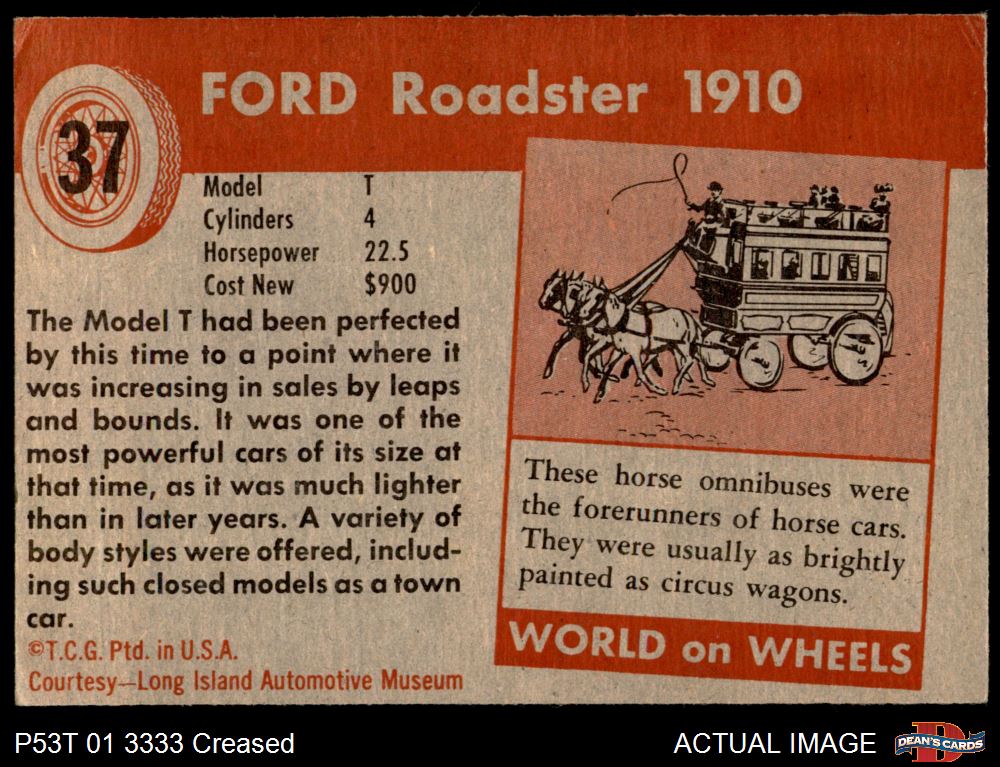 37
FORD Roadster 1910
Model T
Cylinders 4
Horsepower 22.5
Cost New $900
The Model T had been perfected
by this time to a point where it
was increasing in sales by leaps
and bounds. It was one of the
most powerful cars of its size at
that time, as it was much lighter
than in later years. A variety of
body styles were offered, includ-
ing such closed models as a town
car.
©T.C.G. Ptd. in U.S.A.
Courtesy—Long Island Automotive Museum
These horse omnibuses were
the forerunners of horse cars.
They were usually as brightly
painted as circus wagons.
WORLD on WHEELS
P53T 01 3333 Creased
ACTUAL IMAGE
D
DEAN'S CARDS